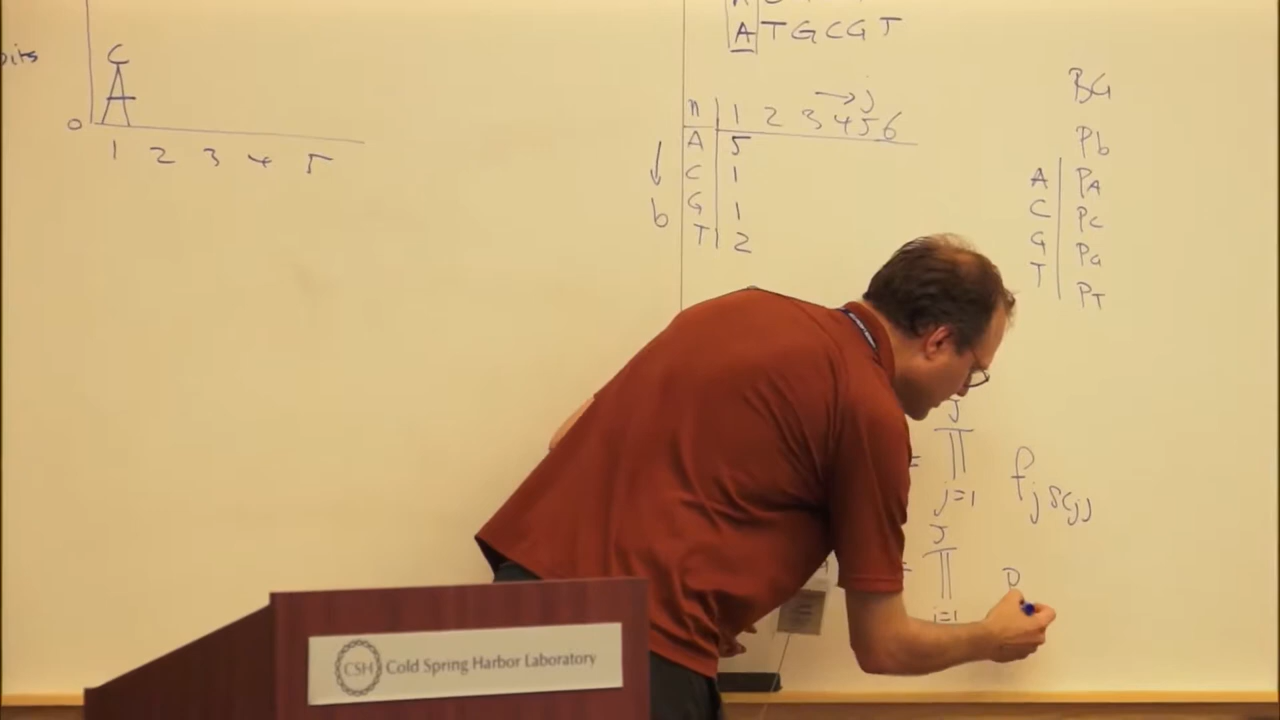 bits
C
A
0
1 2 3 4 5
A T G C G T
→ j
n 1 2 3 4 5 6
A 5
C 1
G 1
T 2
↓
b
BG
Pb
A PA
C PC
G PG
T PT
= J ∏ j=1 f j s(j)
= J ∏ j=1 P
CSH Cold Spring Harbor Laboratory